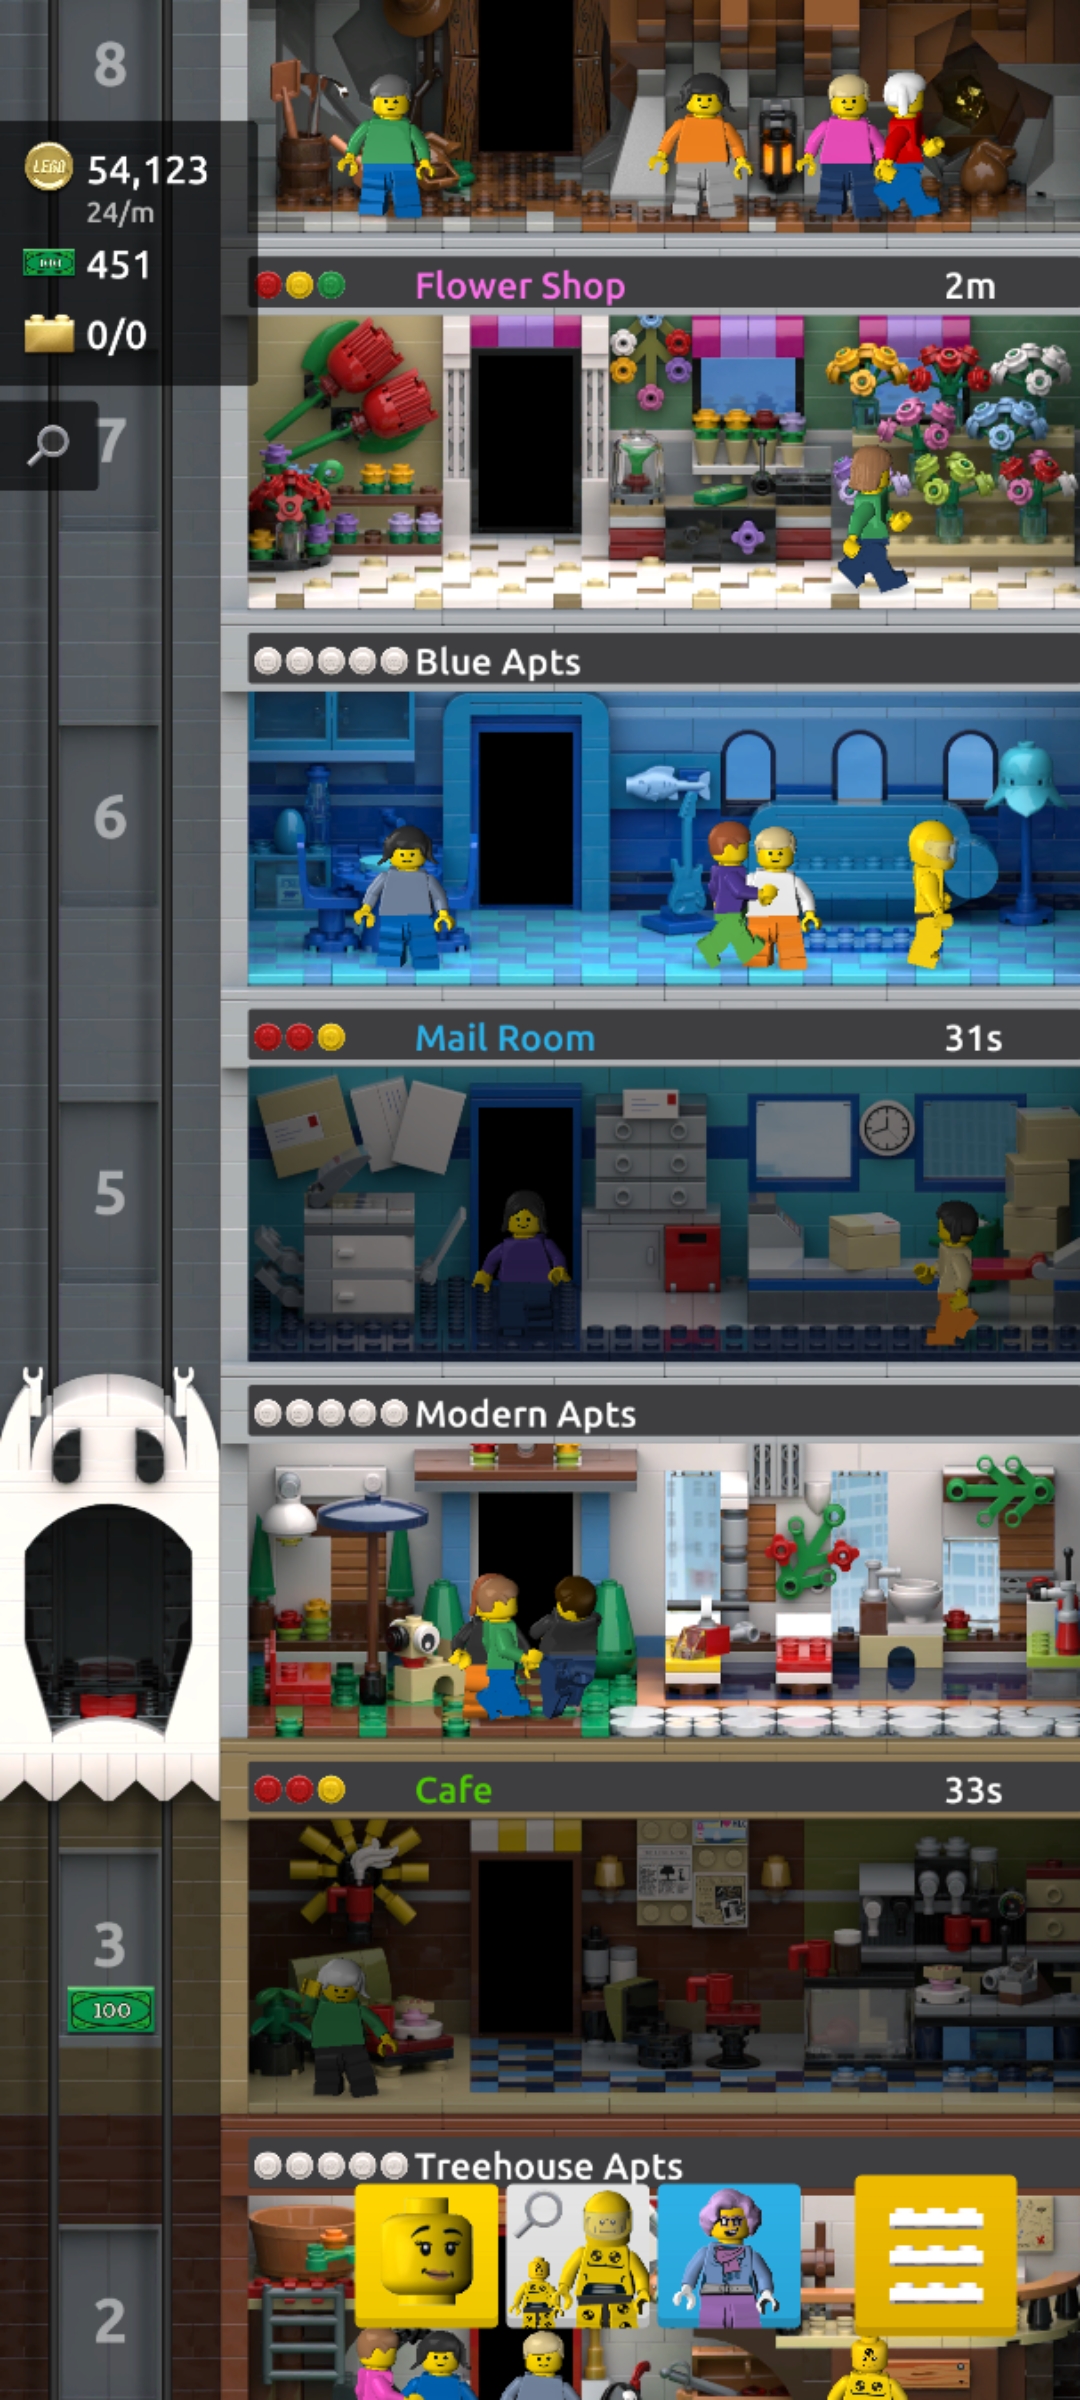 8
LEGO 54,123
24/m
451
0/0
Flower Shop 2m
7
Blue Apts
6
Mail Room 31s
5
Modern Apts
Cafe 33s
3
100
Treehouse Apts
2